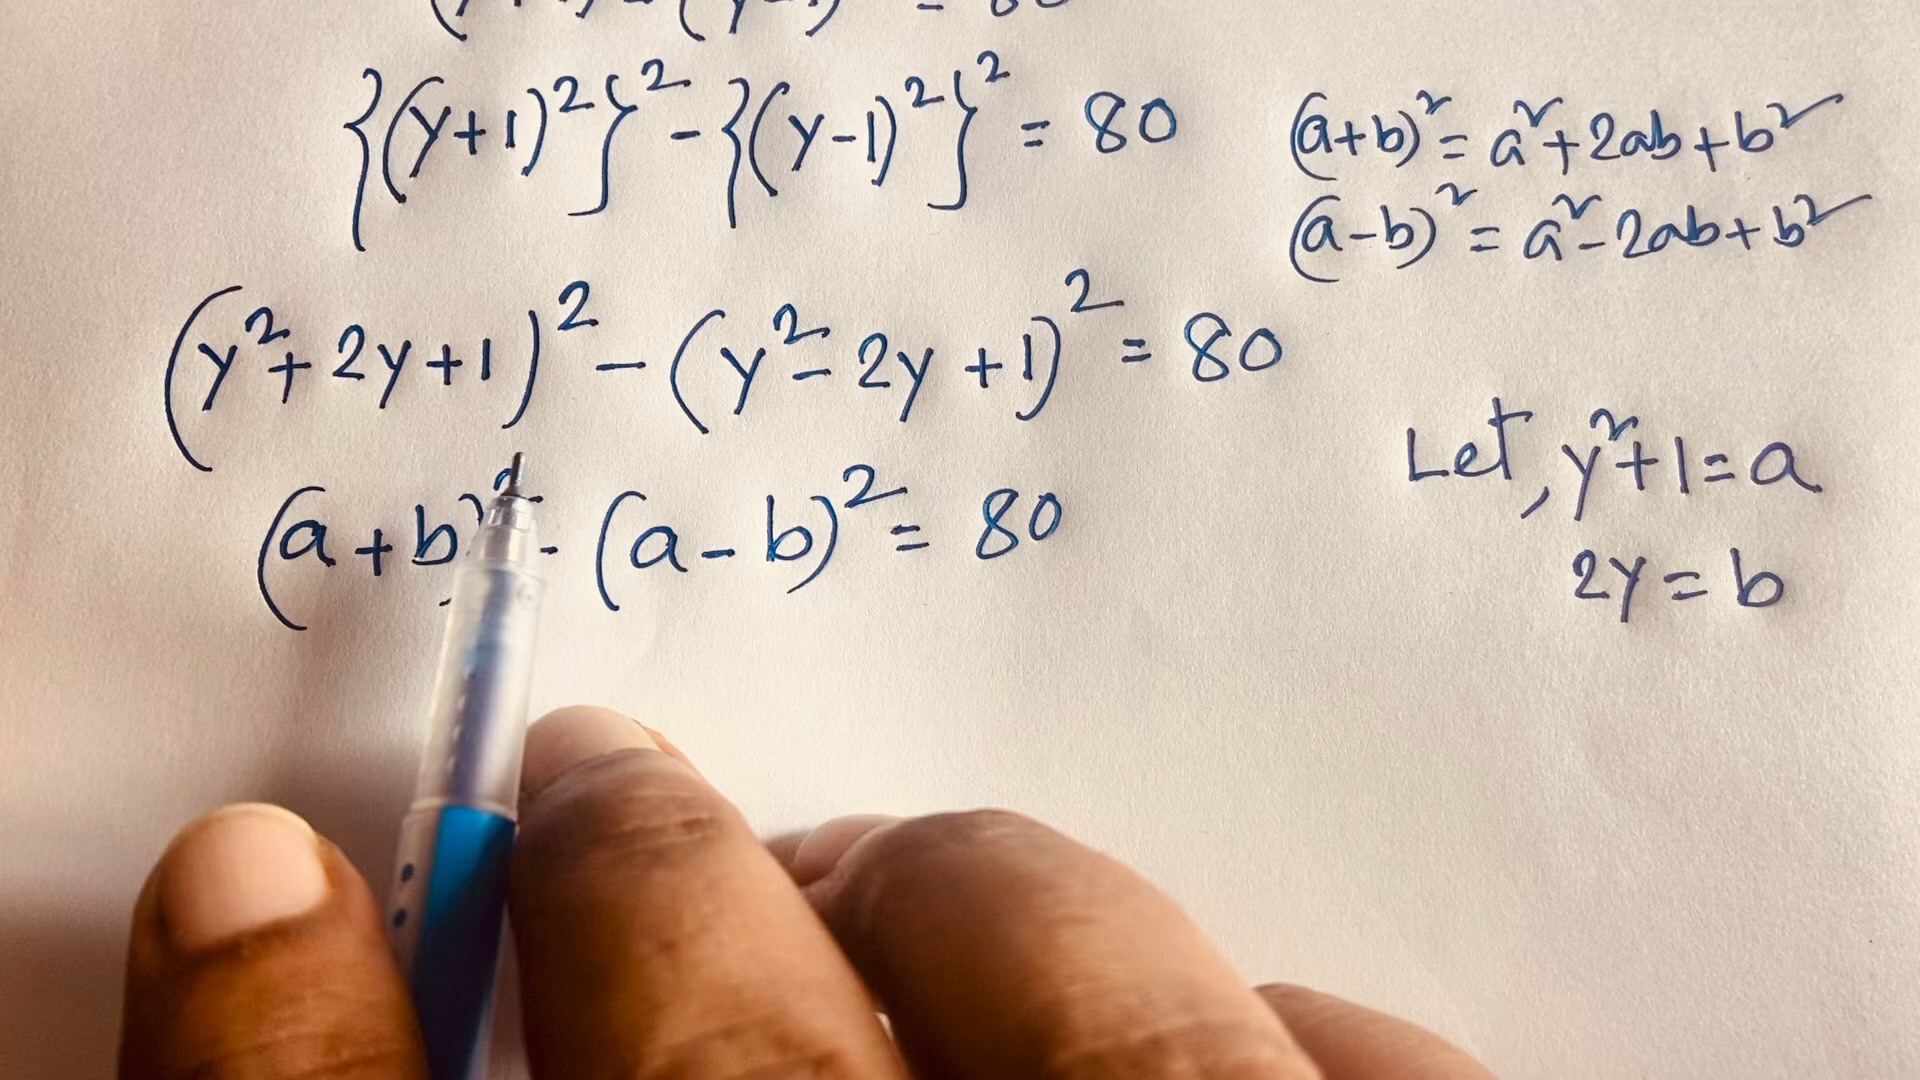 {(y+1)²}² - {(y-1)²}² = 80
(a+b)² = a²+2ab+b²
(a-b)² = a²-2ab+b²
(y²+2y+1)² - (y²-2y+1)² = 80
Let, y²+1=a
2y=b
(a+b)² - (a-b)² = 80